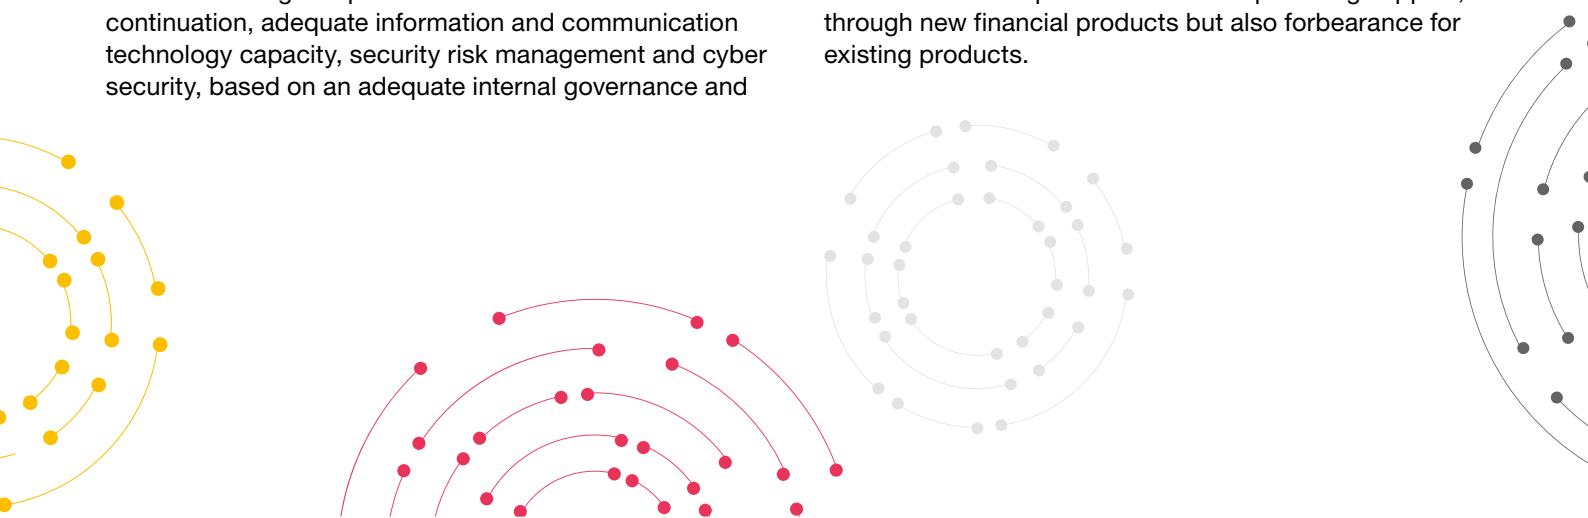 continuation, adequate information and communication
technology capacity, security risk management and cyber
security, based on an adequate internal governance and
through new financial products but also forbearance for
existing products.